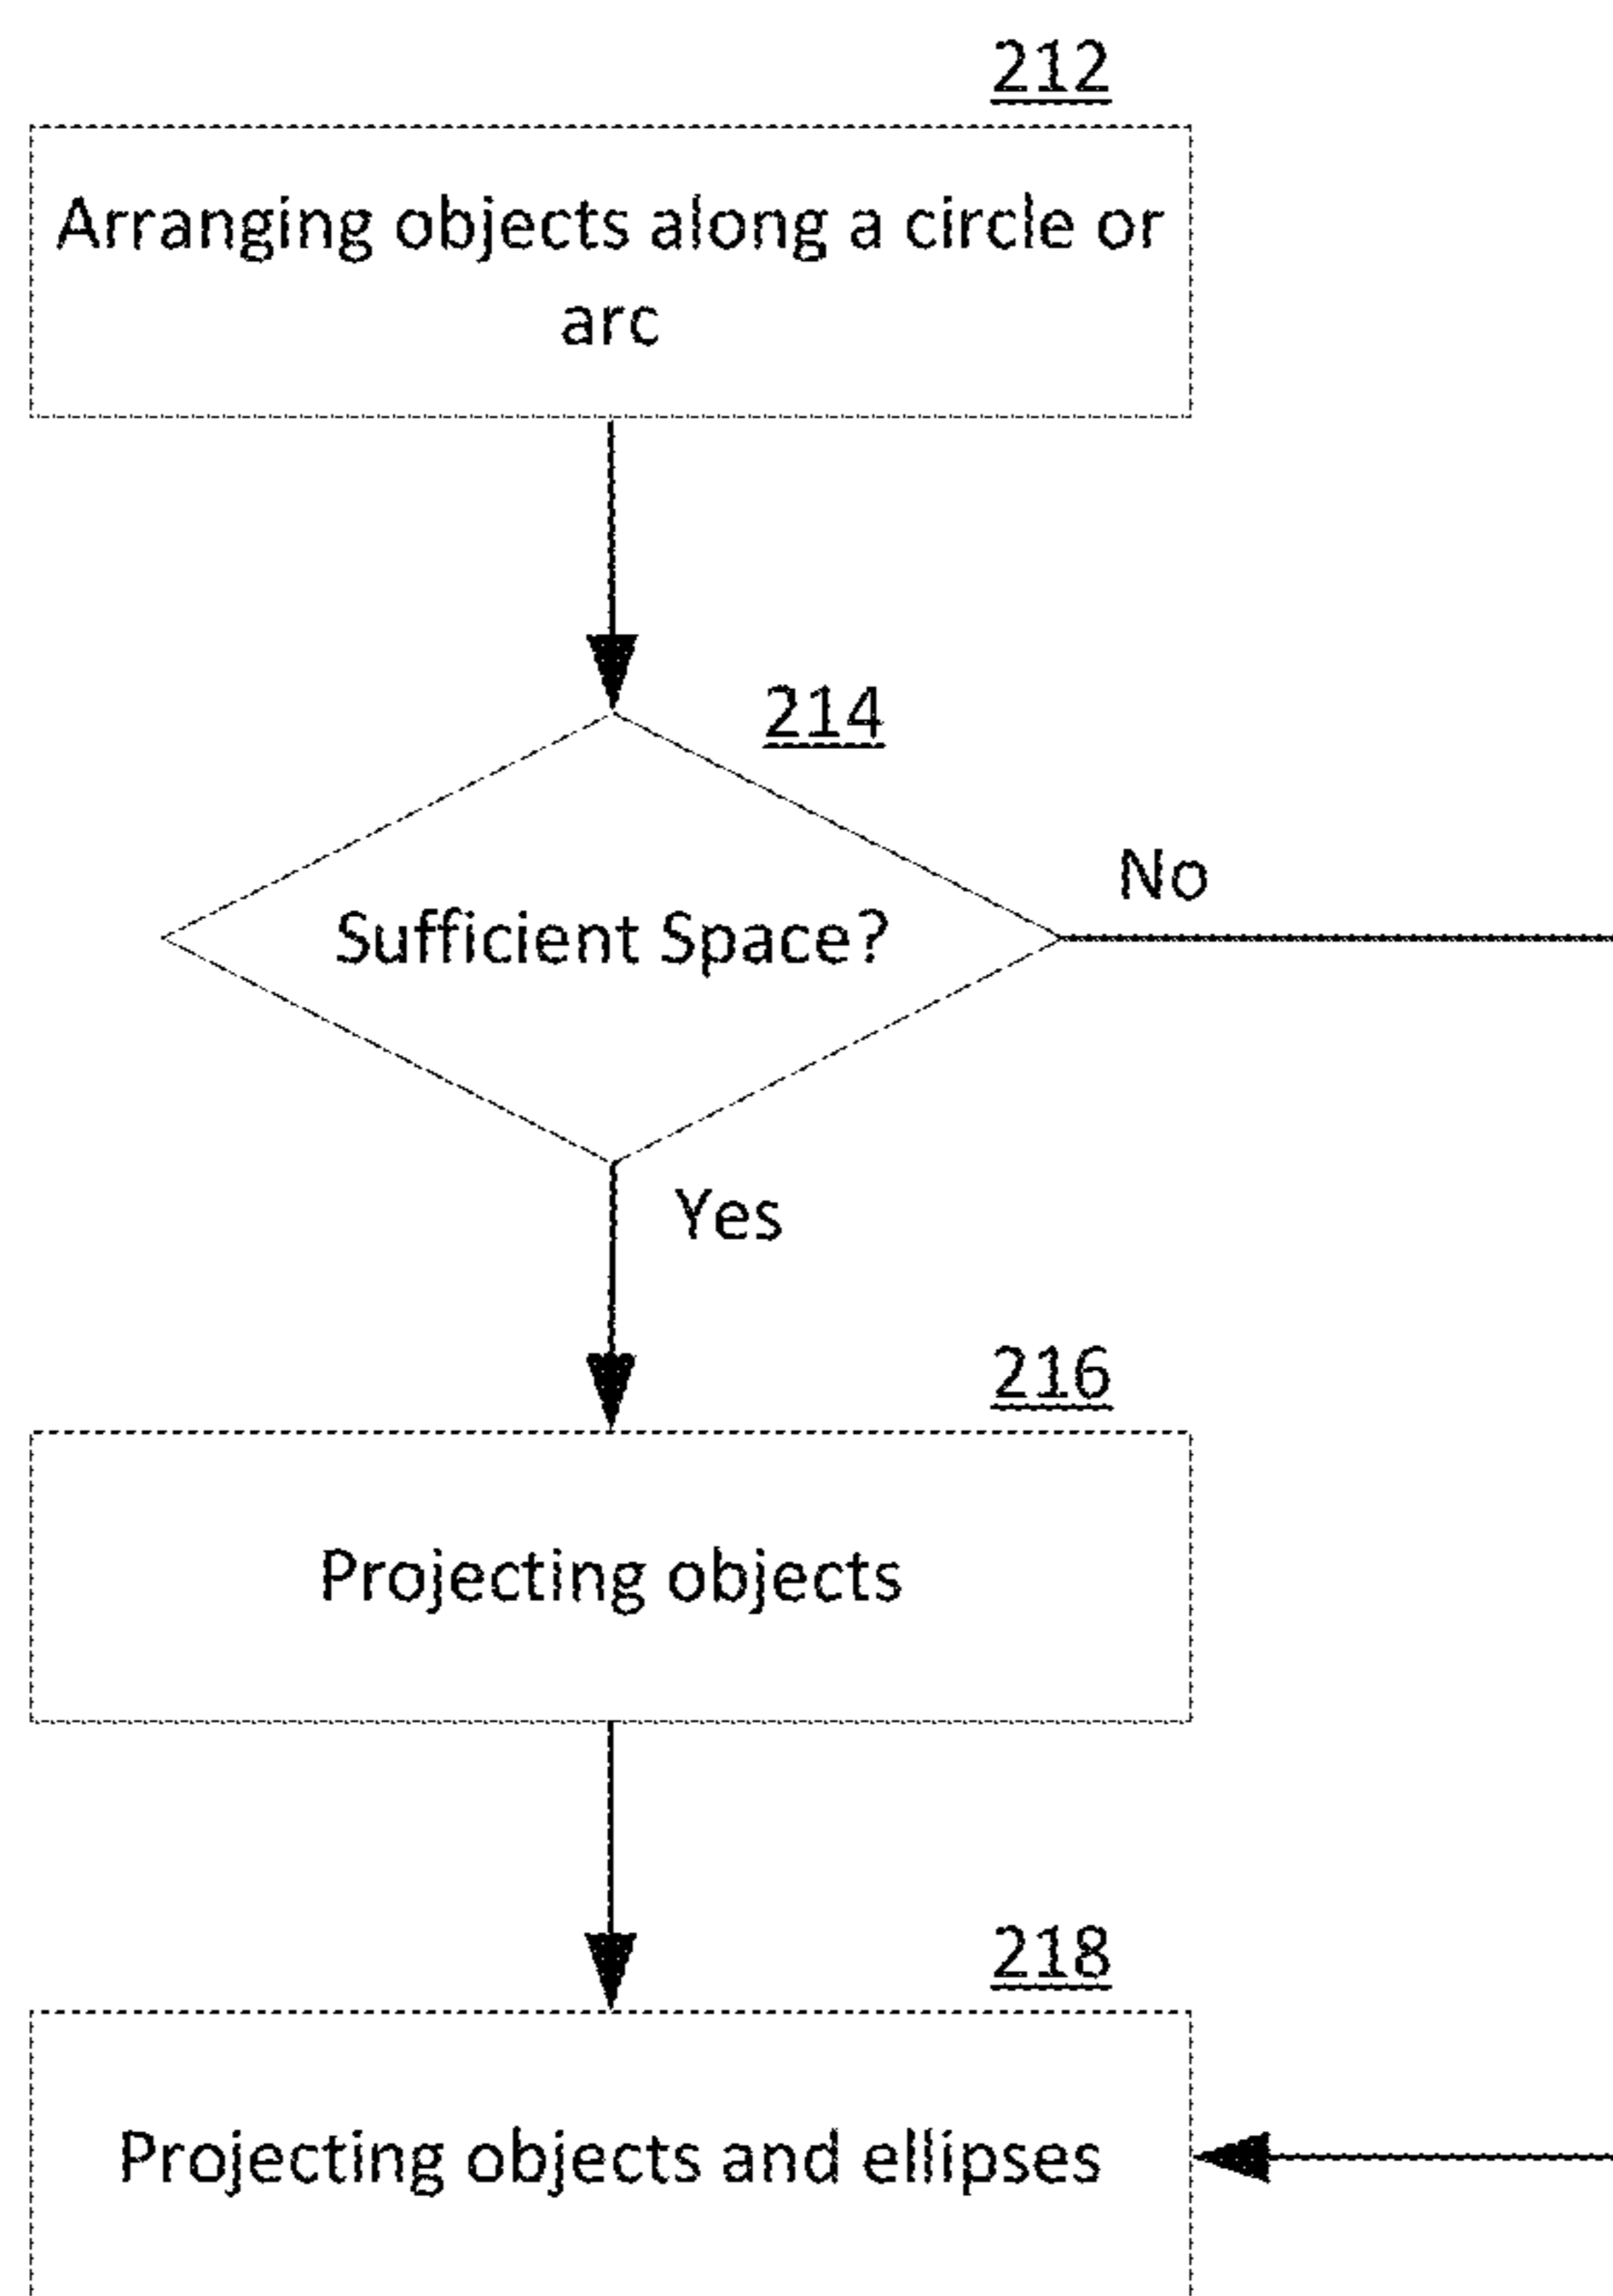 212
Arranging objects along a circle or
arc
214
Sufficient Space?
No
Yes
216
Projecting objects
218
Projecting objects and ellipses